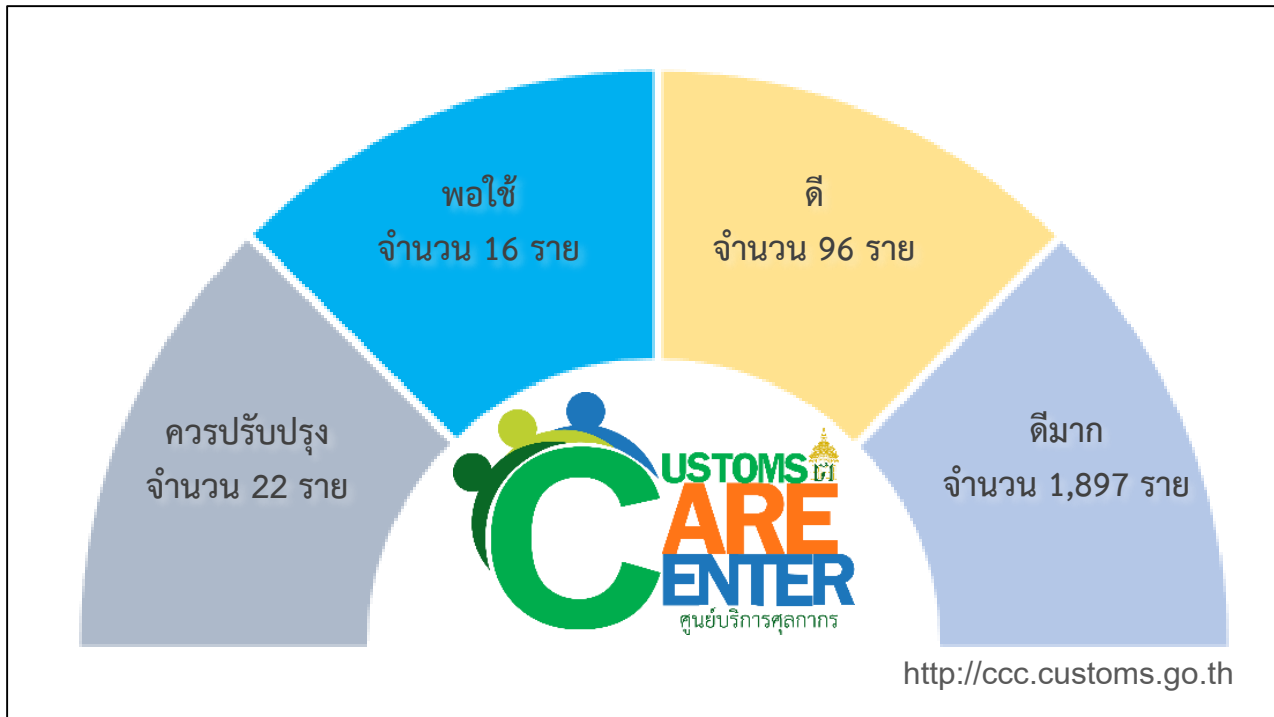 พอใช้
จำนวน 16 ราย
ดี
จำนวน 96 ราย
ควรปรับปรุง
จำนวน 22 ราย
ดีมาก
จำนวน 1,897 ราย
CUSTOMS
CARE
CENTER
ศูนย์บริการศุลกากร
http://ccc.customs.go.th